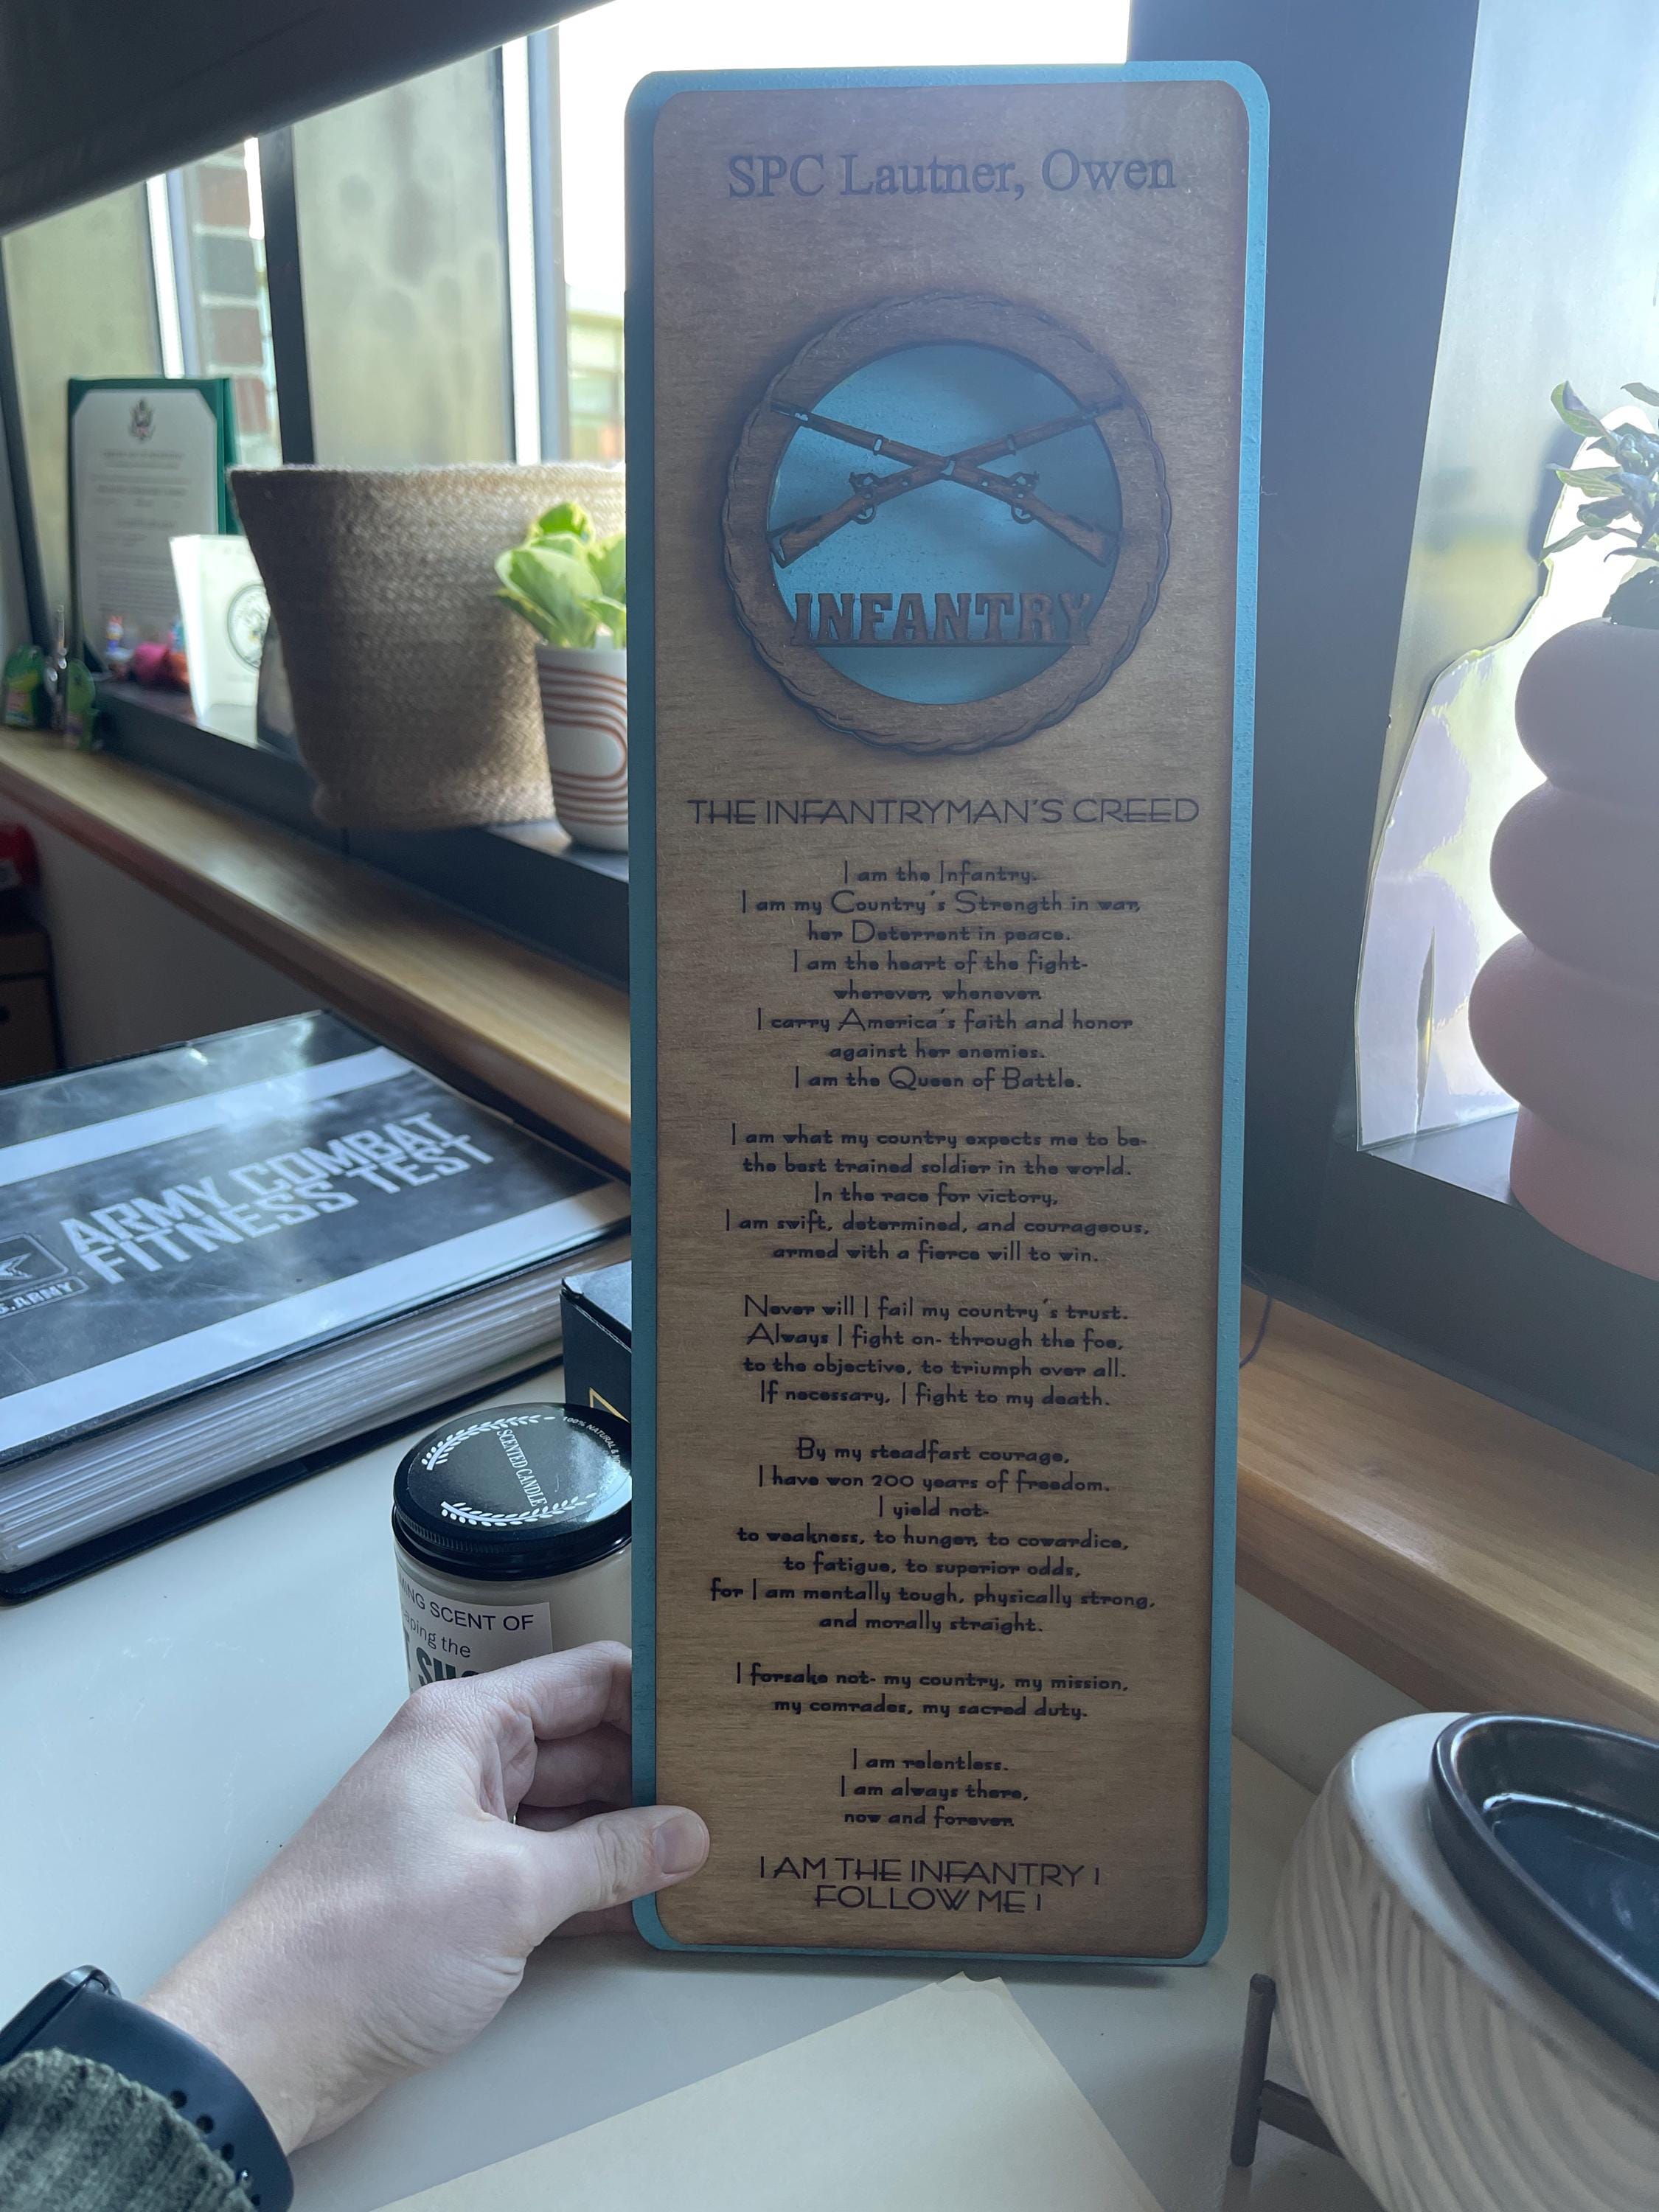 SPC Lautner, Owen
INFANTRY
THE INFANTRYMAN'S CREED
I am the Infantry.
I am my Country's Strength in war,
her Deterrent in peace.
I am the heart of the fight-
wherever, whenever.
I carry America's faith and honor
against her enemies.
I am the Queen of Battle.
I am what my country expects me to be-
the best trained soldier in the world.
In the race for victory,
I am swift, determined, and courageous,
armed with a fierce will to win.
Never will I fail my country's trust.
Always I fight on- through the foe,
to the objective, to triumph over all.
If necessary, I fight to my death.
By my steadfast courage,
I have won 200 years of freedom.
I yield not-
to weakness, to hunger, to cowardice,
to fatigue, to superior odds,
for I am mentally tough, physically strong,
and morally straight.
I forsake not- my country, my mission,
my comrades, my sacred duty.
I am relentless.
I am always there,
now and forever.
I AM THE INFANTRY !
FOLLOW ME !
ARMY COMBAT
FITNESS TEST
.ARMY
100% NATURAL &
SCENTED CANDLE
SCENT OF
the